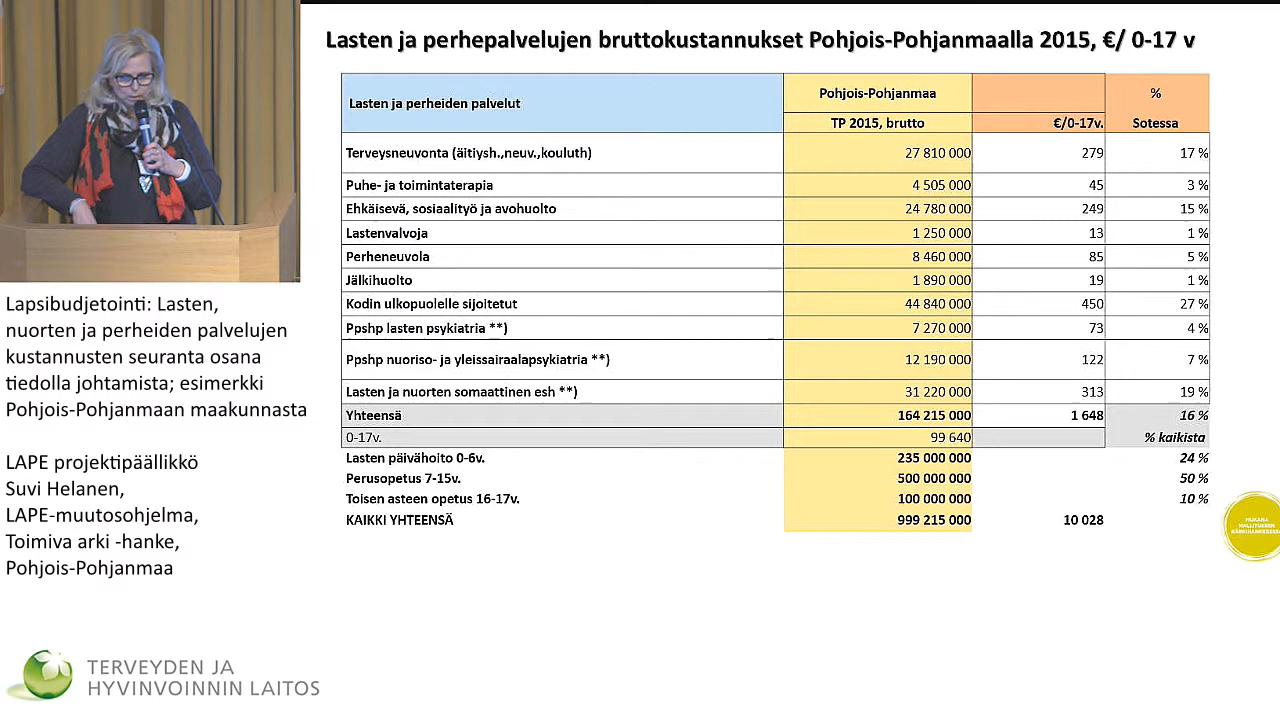 Lasten ja perhepalvelujen bruttokustannukset Pohjois-Pohjanmaalla 2015, €/ 0-17 v
Lasten ja perheiden palvelut
Pohjois-Pohjanmaa %
TP 2015, brutto €/0-17v. Sotessa
Terveysneuvonta (äitiysh.,neuv.,kouluth) 27 810 000 279 17 %
Puhe- ja toimintaterapia 4 505 000 45 3 %
Ehkäisevä, sosiaalityö ja avohuolto 24 780 000 249 15 %
Lastenvalvoja 1 250 000 13 1 %
Perheneuvola 8 460 000 85 5 %
Jälkihuolto 1 890 000 19 1 %
Kodin ulkopuolelle sijoitetut 44 840 000 450 27 %
Ppshp lasten psykiatria **) 7 270 000 73 4 %
Ppshp nuoriso- ja yleissairaalapsykiatria **) 12 190 000 122 7 %
Lasten ja nuorten somaattinen esh **) 31 220 000 313 19 %
Yhteensä 164 215 000 1 648 16 %
0-17v. 99 640 % kaikista
Lasten päivähoito 0-6v. 235 000 000 24 %
Perusopetus 7-15v. 500 000 000 50 %
Toisen asteen opetus 16-17v. 100 000 000 10 %
KAIKKI YHTEENSÄ 999 215 000 10 028
MUKANA
HALLITUKSEN
KÄRKIHANKKEESSA
Lapsibudjetointi: Lasten,
nuorten ja perheiden palvelujen
kustannusten seuranta osana
tiedolla johtamista; esimerkki
Pohjois-Pohjanmaan maakunnasta
LAPE projektipäällikkö
Suvi Helanen,
LAPE-muutosohjelma,
Toimiva arki -hanke,
Pohjois-Pohjanmaa
TERVEYDEN JA
HYVINVOINNIN LAITOS